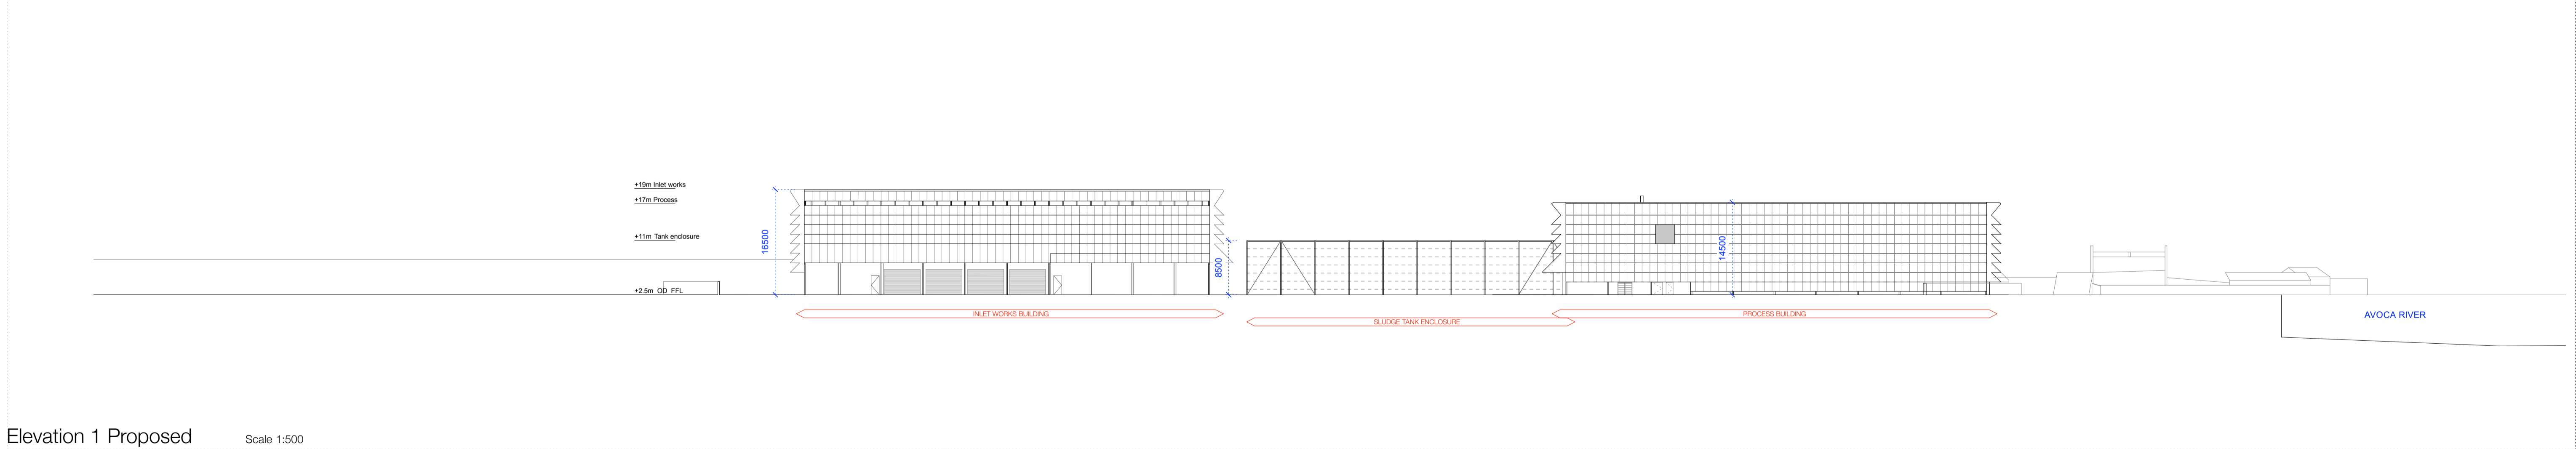 +19m Inlet works
+17m Process
+11m Tank enclosure
+2.5m OD FFL
16500
8500
14500
INLET WORKS BUILDING
SLUDGE TANK ENCLOSURE
PROCESS BUILDING
AVOCA RIVER
Elevation 1 Proposed
Scale 1:500